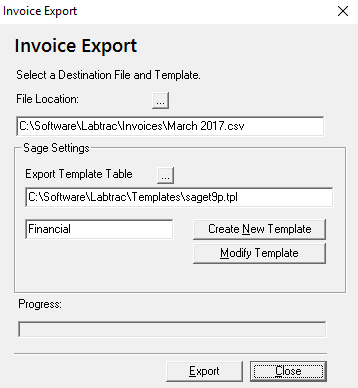 Invoice Export
Invoice Export
Select a Destination File and Template.
File Location:
...
C:\Software\Labtrac\Invoices\March 2017.csv
Sage Settings
Export Template Table
...
C:\Software\Labtrac\Templates\saget9p.tpl
Financial
Create New Template
Modify Template
Progress:
Export
Close